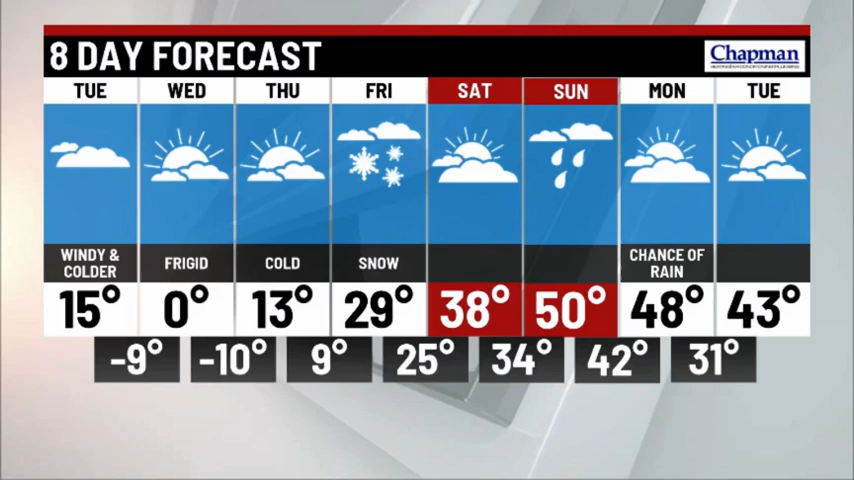 8 DAY FORECAST
Chapman
TUE WED THU FRI SAT SUN MON TUE
WINDY &
COLDER
FRIGID
COLD
SNOW
CHANCE OF
RAIN
15° 0° 13° 29° 38° 50° 48° 43°
-9° -10° 9° 25° 34° 42° 31°